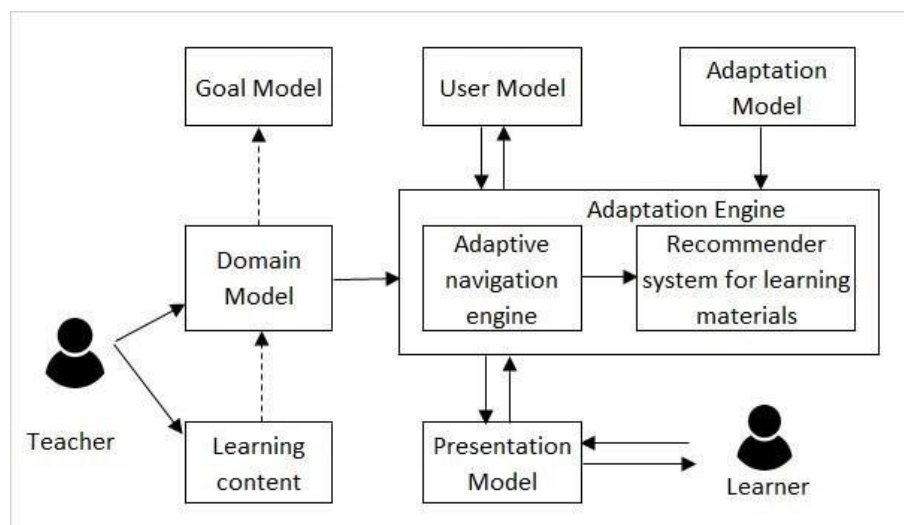 Goal Model
User Model
Adaptation
Model
Adaptation Engine
Domain
Model
Adaptive
navigation
engine
Recommender
system for learning
materials
Teacher
Learning
content
Presentation
Model
Learner